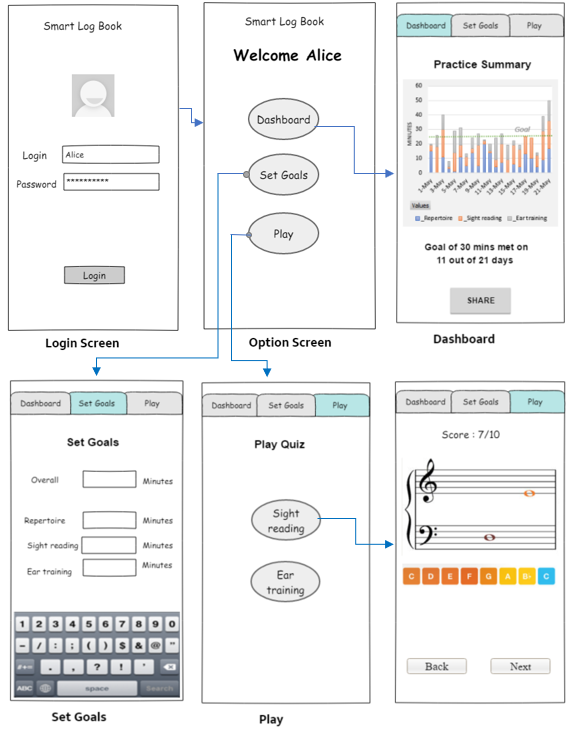 Smart Log Book
Login
Alice
Password
**********
Login
Login Screen
Smart Log Book
Welcome Alice
Dashboard
Set Goals
Play
Option Screen
Dashboard
Set Goals
Play
Practice Summary
60
50
40
30
20
10
0
MINUTES
Goal
1-May
3-May
5-May
7-May
9-May
11-May
13-May
15-May
17-May
19-May
21-May
Values
_Repertoire
_Sight reading
_Ear training
Goal of 30 mins met on
11 out of 21 days
SHARE
Dashboard
Dashboard
Set Goals
Play
Set Goals
Overall
Minutes
Repertoire
Minutes
Sight reading
Minutes
Ear training
Minutes
1 2 3 4 5 6 7 8 9 0
- / : ; ( ) $ & @ "
#+= . , ? ! '
ABC
space
Search
Set Goals
Dashboard
Set Goals
Play
Play Quiz
Sight
reading
Ear
training
Play
Dashboard
Set Goals
Play
Score : 7/10
C D E F G A B♭ C
Back
Next